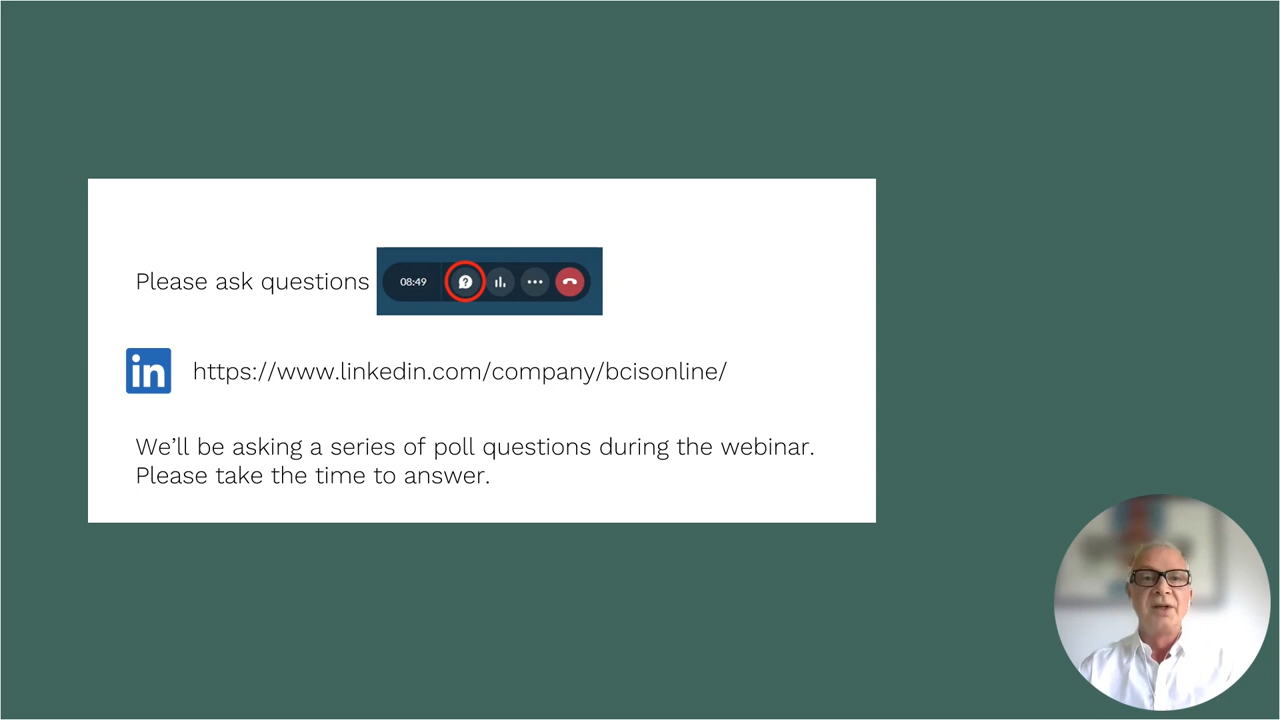 Please ask questions
08:49
in
https://www.linkedin.com/company/bcisonline/
We’ll be asking a series of poll questions during the webinar.
Please take the time to answer.